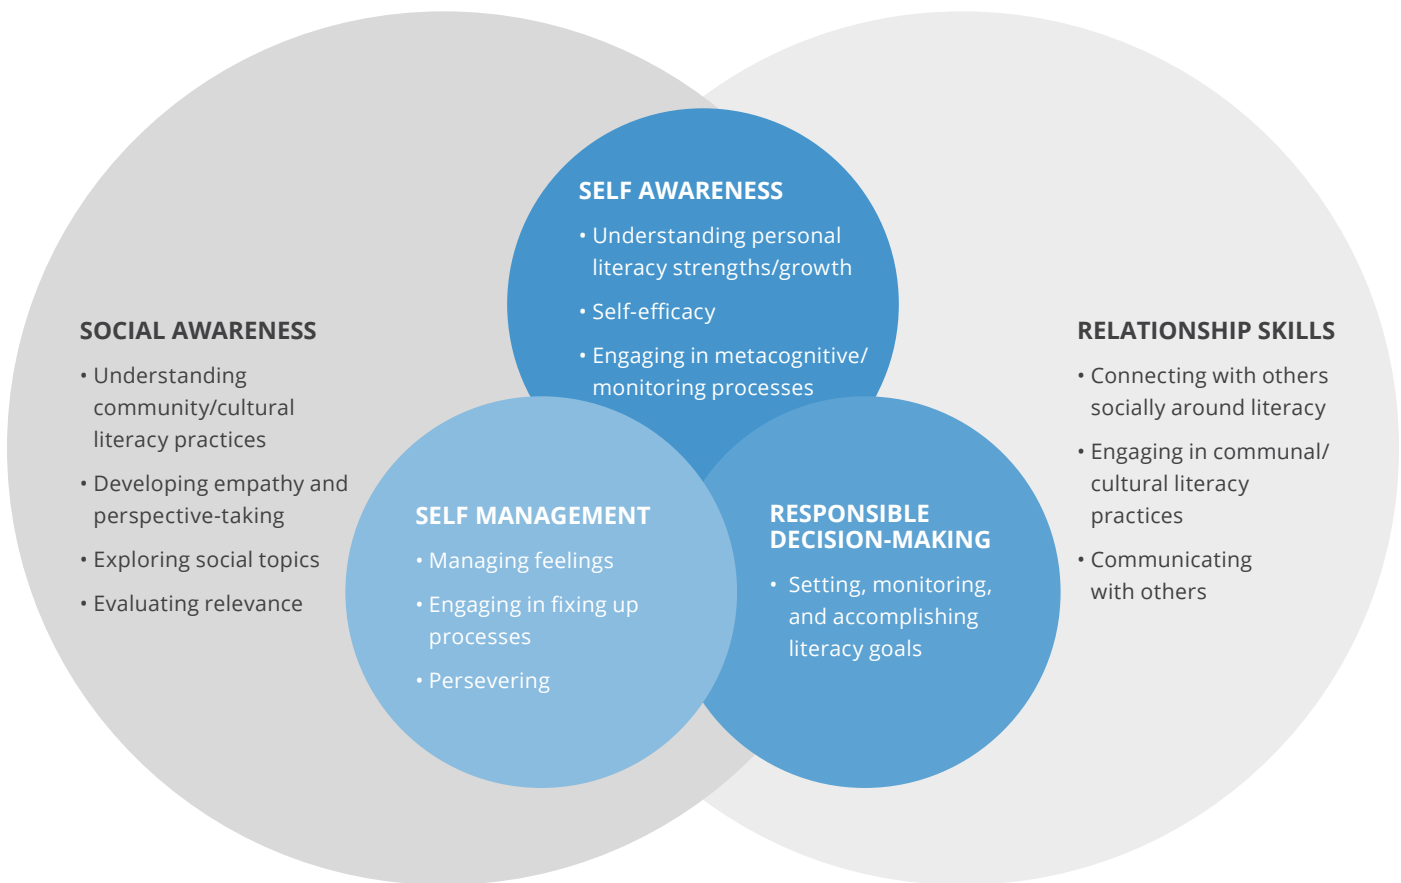 SELF AWARENESS
• Understanding personal
literacy strengths/growth
• Self-efficacy
• Engaging in metacognitive/
monitoring processes
SOCIAL AWARENESS
• Understanding
community/cultural
literacy practices
• Developing empathy and
perspective-taking
• Exploring social topics
• Evaluating relevance
SELF MANAGEMENT
• Managing feelings
• Engaging in fixing up
processes
• Persevering
RESPONSIBLE
DECISION-MAKING
• Setting, monitoring,
and accomplishing
literacy goals
RELATIONSHIP SKILLS
• Connecting with others
socially around literacy
• Engaging in communal/
cultural literacy
practices
• Communicating
with others